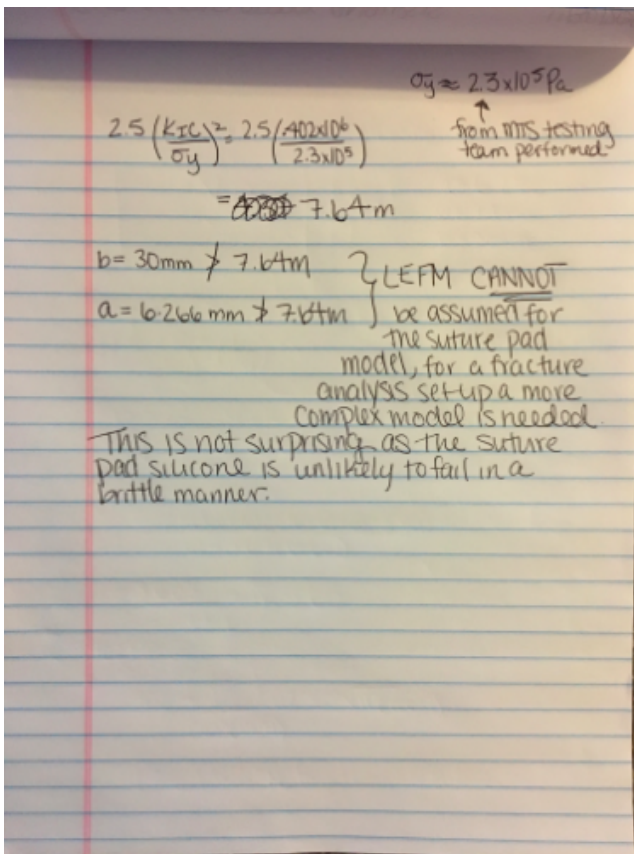 σy ≈ 2.3x10⁵ Pa
↑
from MTS testing
team performed
2.5 (KIC/σy)² = 2.5(.402x10⁶/2.3x10⁵)
= 7.64m
b = 30mm ≯ 7.64m
a = 6.266mm ≯ 7.64m } LEFM CANNOT
be assumed for
the suture pad
model, for a fracture
analysis set-up a more
complex model is needed.
This is not surprising as the suture
pad silicone is unlikely to fail in a
brittle manner.